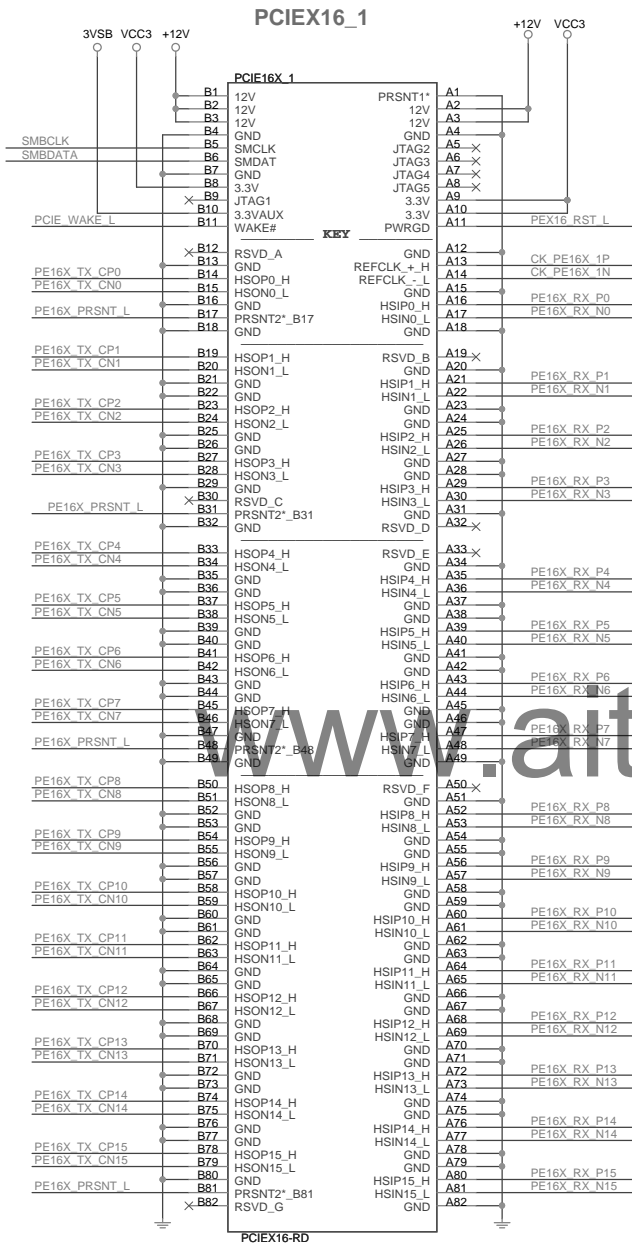 PCIEX16_1
3VSB VCC3 +12V
+12V VCC3
PCIE16X_1
B1 12V PRSNT1* A1
B2 12V 12V A2
B3 12V 12V A3
B4 GND GND A4
SMBCLK B5 SMCLK JTAG2 A5
SMBDATA B6 SMDAT JTAG3 A6
B7 GND JTAG4 A7
B8 3.3V JTAG5 A8
B9 JTAG1 3.3V A9
B10 3.3VAUX 3.3V A10
PCIE_WAKE_L B11 WAKE# PWRGD A11 PEX16_RST_L
KEY
B12 RSVD_A GND A12
B13 GND REFCLK_+_H A13 CK_PE16X_1P
PE16X_TX_CP0 B14 HSOP0_H REFCLK_-_L A14 CK_PE16X_1N
PE16X_TX_CN0 B15 HSON0_L GND A15
B16 GND HSIP0_H A16 PE16X_RX_P0
PE16X_PRSNT_L B17 PRSNT2*_B17 HSIN0_L A17 PE16X_RX_N0
B18 GND GND A18
PE16X_TX_CP1 B19 HSOP1_H RSVD_B A19
PE16X_TX_CN1 B20 HSON1_L GND A20
B21 GND HSIP1_H A21 PE16X_RX_P1
B22 GND HSIN1_L A22 PE16X_RX_N1
PE16X_TX_CP2 B23 HSOP2_H GND A23
PE16X_TX_CN2 B24 HSON2_L GND A24
B25 GND HSIP2_H A25 PE16X_RX_P2
B26 GND HSIN2_L A26 PE16X_RX_N2
PE16X_TX_CP3 B27 HSOP3_H GND A27
PE16X_TX_CN3 B28 HSON3_L GND A28
B29 GND HSIP3_H A29 PE16X_RX_P3
B30 RSVD_C HSIN3_L A30 PE16X_RX_N3
PE16X_PRSNT_L B31 PRSNT2*_B31 GND A31
B32 GND RSVD_D A32
PE16X_TX_CP4 B33 HSOP4_H RSVD_E A33
PE16X_TX_CN4 B34 HSON4_L GND A34
B35 GND HSIP4_H A35 PE16X_RX_P4
B36 GND HSIN4_L A36 PE16X_RX_N4
PE16X_TX_CP5 B37 HSOP5_H GND A37
PE16X_TX_CN5 B38 HSON5_L GND A38
B39 GND HSIP5_H A39 PE16X_RX_P5
B40 GND HSIN5_L A40 PE16X_RX_N5
PE16X_TX_CP6 B41 HSOP6_H GND A41
PE16X_TX_CN6 B42 HSON6_L GND A42
B43 GND HSIP6_H A43 PE16X_RX_P6
B44 GND HSIN6_L A44 PE16X_RX_N6
PE16X_TX_CP7 B45 HSOP7_H GND A45
PE16X_TX_CN7 B46 HSON7_L GND A46
B47 GND HSIP7_H A47 PE16X_RX_P7
PE16X_PRSNT_L B48 PRSNT2*_B48 HSIN7_L A48 PE16X_RX_N7
B49 GND GND A49
www.ait
PE16X_TX_CP8 B50 HSOP8_H RSVD_F A50
PE16X_TX_CN8 B51 HSON8_L GND A51
B52 GND HSIP8_H A52 PE16X_RX_P8
B53 GND HSIN8_L A53 PE16X_RX_N8
PE16X_TX_CP9 B54 HSOP9_H GND A54
PE16X_TX_CN9 B55 HSON9_L GND A55
B56 GND HSIP9_H A56 PE16X_RX_P9
B57 GND HSIN9_L A57 PE16X_RX_N9
PE16X_TX_CP10 B58 HSOP10_H GND A58
PE16X_TX_CN10 B59 HSON10_L GND A59
B60 GND HSIP10_H A60 PE16X_RX_P10
B61 GND HSIN10_L A61 PE16X_RX_N10
PE16X_TX_CP11 B62 HSOP11_H GND A62
PE16X_TX_CN11 B63 HSON11_L GND A63
B64 GND HSIP11_H A64 PE16X_RX_P11
B65 GND HSIN11_L A65 PE16X_RX_N11
PE16X_TX_CP12 B66 HSOP12_H GND A66
PE16X_TX_CN12 B67 HSON12_L GND A67
B68 GND HSIP12_H A68 PE16X_RX_P12
B69 GND HSIN12_L A69 PE16X_RX_N12
PE16X_TX_CP13 B70 HSOP13_H GND A70
PE16X_TX_CN13 B71 HSON13_L GND A71
B72 GND HSIP13_H A72 PE16X_RX_P13
B73 GND HSIN13_L A73 PE16X_RX_N13
PE16X_TX_CP14 B74 HSOP14_H GND A74
PE16X_TX_CN14 B75 HSON14_L GND A75
B76 GND HSIP14_H A76 PE16X_RX_P14
B77 GND HSIN14_L A77 PE16X_RX_N14
PE16X_TX_CP15 B78 HSOP15_H GND A78
PE16X_TX_CN15 B79 HSON15_L GND A79
B80 GND HSIP15_H A80 PE16X_RX_P15
PE16X_PRSNT_L B81 PRSNT2*_B81 HSIN15_L A81 PE16X_RX_N15
B82 RSVD_G GND A82
PCIEX16-RD